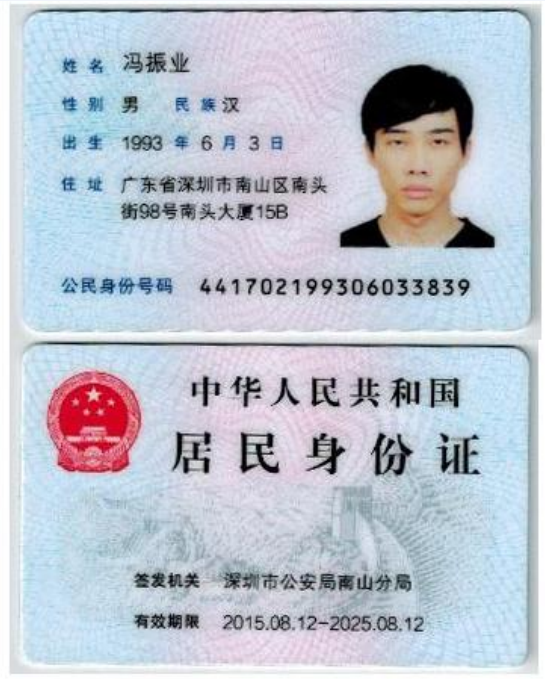 姓名 冯振业
性别 男 民族 汉
出生 1993 年 6 月 3 日
住址 广东省深圳市南山区南头
街98号南头大厦15B
公民身份号码 441702199306033839
中华人民共和国
居民身份证
签发机关 深圳市公安局南山分局
有效期限 2015.08.12-2025.08.12